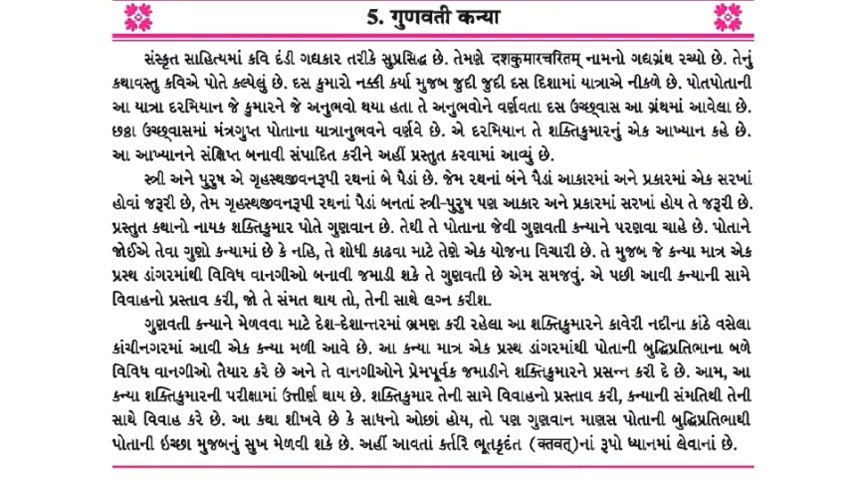 5. ગુણવતી કન્યા
સંસ્કૃત સાહિત્યમાં કવિ દંડી ગદ્યકાર તરીકે સુપ્રસિદ્ધ છે. તેમણે दशकुमारचरितम् નામનો ગદ્યગ્રંથ રચ્યો છે. તેનું
કથાવસ્તુ કવિએ પોતે કલ્પેલું છે. દસ કુમારો નક્કી કર્યા મુજબ જુદી જુદી દસ દિશામાં યાત્રાએ નીકળે છે. પોતપોતાની
આ યાત્રા દરમિયાન જે કુમારને જે અનુભવો થયા હતા તે અનુભવોને વર્ણવતા દસ ઉચ્છ્વાસ આ ગ્રંથમાં આવેલા છે.
છઠ્ઠા ઉચ્છ્વાસમાં મંત્રગુપ્ત પોતાના યાત્રાનુભવને વર્ણવે છે. એ દરમિયાન તે શક્તિકુમારનું એક આખ્યાન કહે છે.
આ આખ્યાનને સંક્ષિપ્ત બનાવી સંપાદિત કરીને અહીં પ્રસ્તુત કરવામાં આવ્યું છે.
સ્ત્રી અને પુરુષ એ ગૃહસ્થજીવનરૂપી રથનાં બે પૈડાં છે. જેમ રથનાં બંને પૈડાં આકારમાં અને પ્રકારમાં એક સરખાં
હોવાં જરૂરી છે, તેમ ગૃહસ્થજીવનરૂપી રથનાં પૈડાં બનતાં સ્ત્રી-પુરુષ પણ આકાર અને પ્રકારમાં સરખાં હોય તે જરૂરી છે.
પ્રસ્તુત કથાનો નાયક શક્તિકુમાર પોતે ગુણવાન છે. તેથી તે પોતાના જેવી ગુણવતી કન્યાને પરણવા ચાહે છે. પોતાને
જોઈએ તેવા ગુણો કન્યામાં છે કે નહિ, તે શોધી કાઢવા માટે તેણે એક યોજના વિચારી છે. તે મુજબ જે કન્યા માત્ર એક
પ્રસ્થ ડાંગરમાંથી વિવિધ વાનગીઓ બનાવી જમાડી શકે તે ગુણવતી છે એમ સમજવું. એ પછી આવી કન્યાની સામે
વિવાહનો પ્રસ્તાવ કરી, જો તે સંમત થાય તો, તેની સાથે લગ્ન કરીશ.
ગુણવતી કન્યાને મેળવવા માટે દેશ-દેશાન્તરમાં ભ્રમણ કરી રહેલા આ શક્તિકુમારને કાવેરી નદીના કાંઠે વસેલા
કાંચીનગરમાં આવી એક કન્યા મળી આવે છે. આ કન્યા માત્ર એક પ્રસ્થ ડાંગરમાંથી પોતાની બુદ્ધિપ્રતિભાના બળે
વિવિધ વાનગીઓ તૈયાર કરે છે અને તે વાનગીઓને પ્રેમપૂર્વક જમાડીને શક્તિકુમારને પ્રસન્ન કરી દે છે. આમ, આ
કન્યા શક્તિકુમારની પરીક્ષામાં ઉત્તીર્ણ થાય છે. શક્તિકુમાર તેની સામે વિવાહનો પ્રસ્તાવ કરી, કન્યાની સંમતિથી તેની
સાથે વિવાહ કરે છે. આ કથા શીખવે છે કે સાધનો ઓછાં હોય, તો પણ ગુણવાન માણસ પોતાની બુદ્ધિપ્રતિભાથી
પોતાની ઇચ્છા મુજબનું સુખ મેળવી શકે છે. અહીં આવતાં કર્તરિ ભૂતકૃદંત (क्तवत्)નાં રૂપો ધ્યાનમાં લેવાનાં છે.